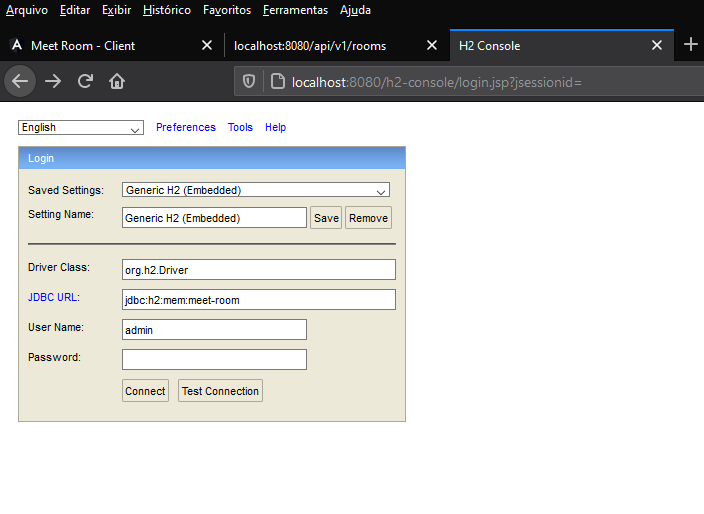 Arquivo Editar Exibir Histórico Favoritos Ferramentas Ajuda
Meet Room - Client localhost:8080/api/v1/rooms H2 Console
localhost:8080/h2-console/login.jsp?jsessionid=
English Preferences Tools Help
Login
Saved Settings: Generic H2 (Embedded)
Setting Name: Generic H2 (Embedded) Save Remove
Driver Class: org.h2.Driver
JDBC URL: jdbc:h2:mem:meet-room
User Name: admin
Password:
Connect Test Connection